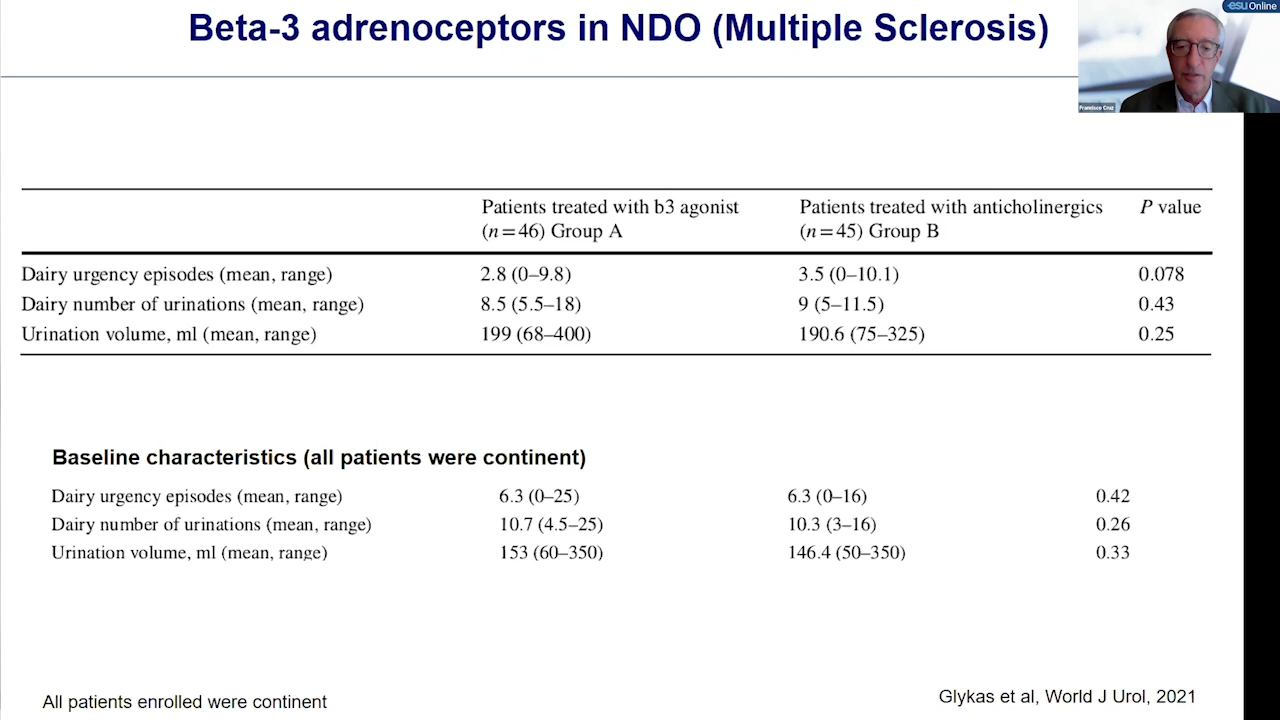 Beta-3 adrenoceptors in NDO (Multiple Sclerosis)
esu Online
Francisco Cruz
Patients treated with b3 agonist Patients treated with anticholinergics P value
(n=46) Group A (n=45) Group B
Dairy urgency episodes (mean, range) 2.8 (0–9.8) 3.5 (0–10.1) 0.078
Dairy number of urinations (mean, range) 8.5 (5.5–18) 9 (5–11.5) 0.43
Urination volume, ml (mean, range) 199 (68–400) 190.6 (75–325) 0.25
Baseline characteristics (all patients were continent)
Dairy urgency episodes (mean, range) 6.3 (0–25) 6.3 (0–16) 0.42
Dairy number of urinations (mean, range) 10.7 (4.5–25) 10.3 (3–16) 0.26
Urination volume, ml (mean, range) 153 (60–350) 146.4 (50–350) 0.33
All patients enrolled were continent
Glykas et al, World J Urol, 2021